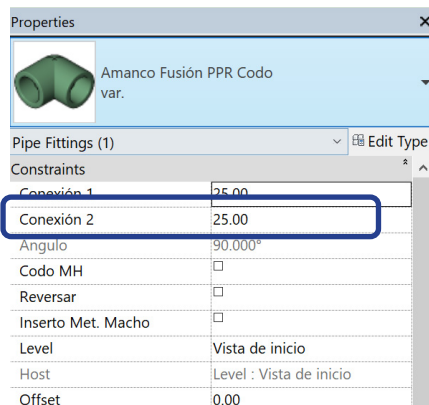 Properties
Amanco Fusión PPR Codo
var.
Pipe Fittings (1) Edit Type
Constraints
Conexión 1 25.00
Conexión 2 25.00
Angulo 90.000°
Codo MH
Reversar
Inserto Met. Macho
Level Vista de inicio
Host Level : Vista de inicio
Offset 0.00